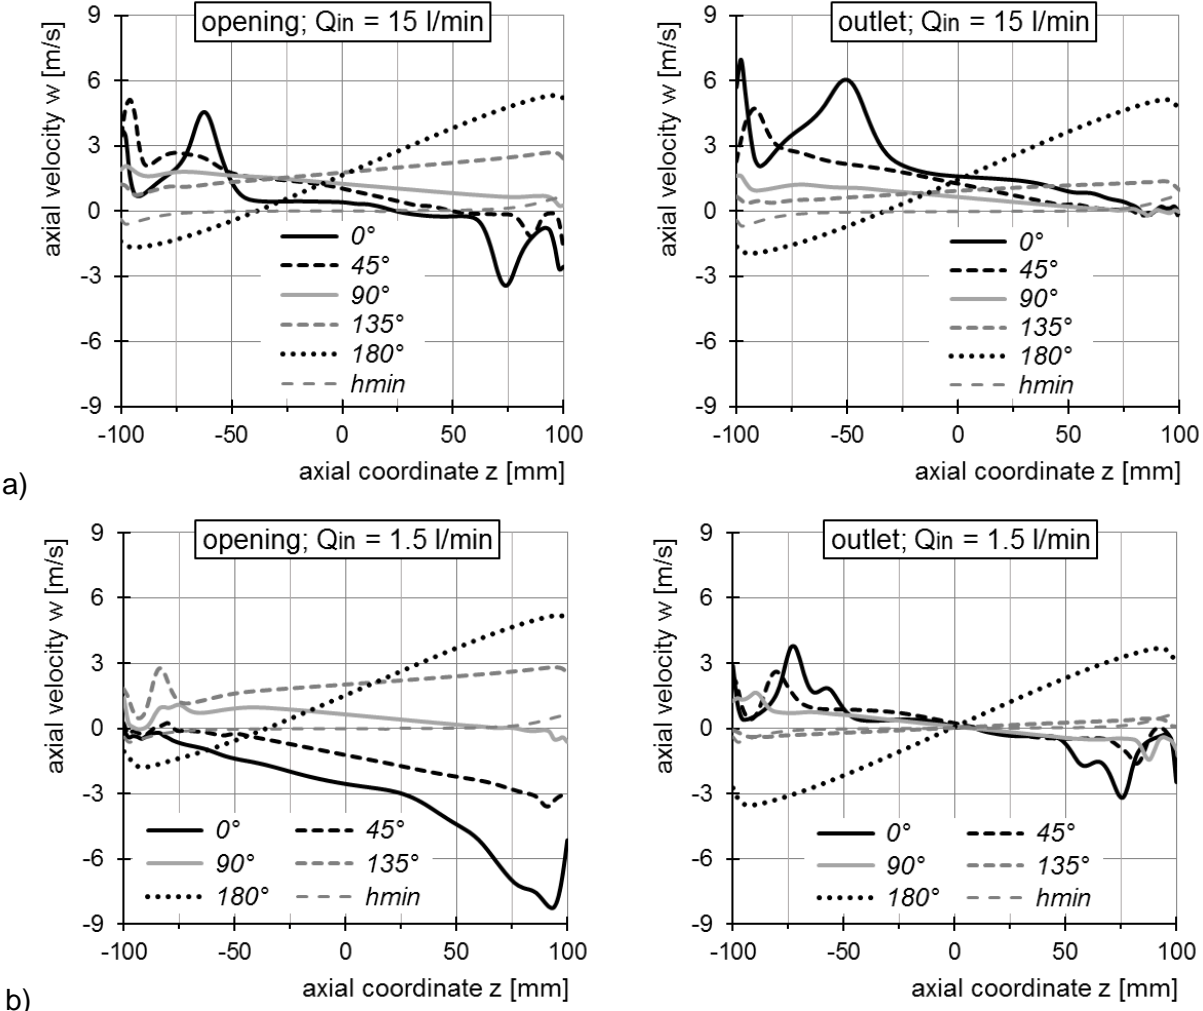 opening; Qin = 15 l/min
axial velocity w [m/s]
9
6
3
0
-3
-6
-9
0°
45°
90°
135°
180°
hmin
-100 -50 0 50 100
axial coordinate z [mm]
outlet; Qin = 15 l/min
axial velocity w [m/s]
9
6
3
0
-3
-6
-9
0°
45°
90°
135°
180°
hmin
-100 -50 0 50 100
axial coordinate z [mm]
a)
opening; Qin = 1.5 l/min
axial velocity w [m/s]
9
6
3
0
-3
-6
-9
0° 45°
90° 135°
180° hmin
-100 -50 0 50 100
axial coordinate z [mm]
outlet; Qin = 1.5 l/min
axial velocity w [m/s]
9
6
3
0
-3
-6
-9
0° 45°
90° 135°
180° hmin
-100 -50 0 50 100
axial coordinate z [mm]
b)